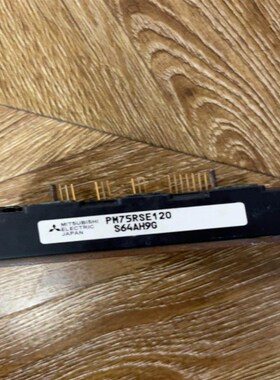 MITSUBISHI
ELECTRIC
JAPAN
PM75RSE120
S64AH9G